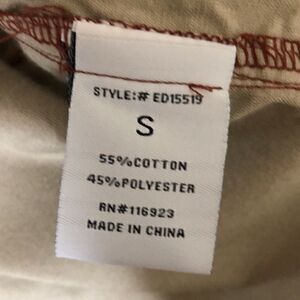 STYLE:# ED15519
S
55%COTTON
45%POLYESTER
RN#116923
MADE IN CHINA